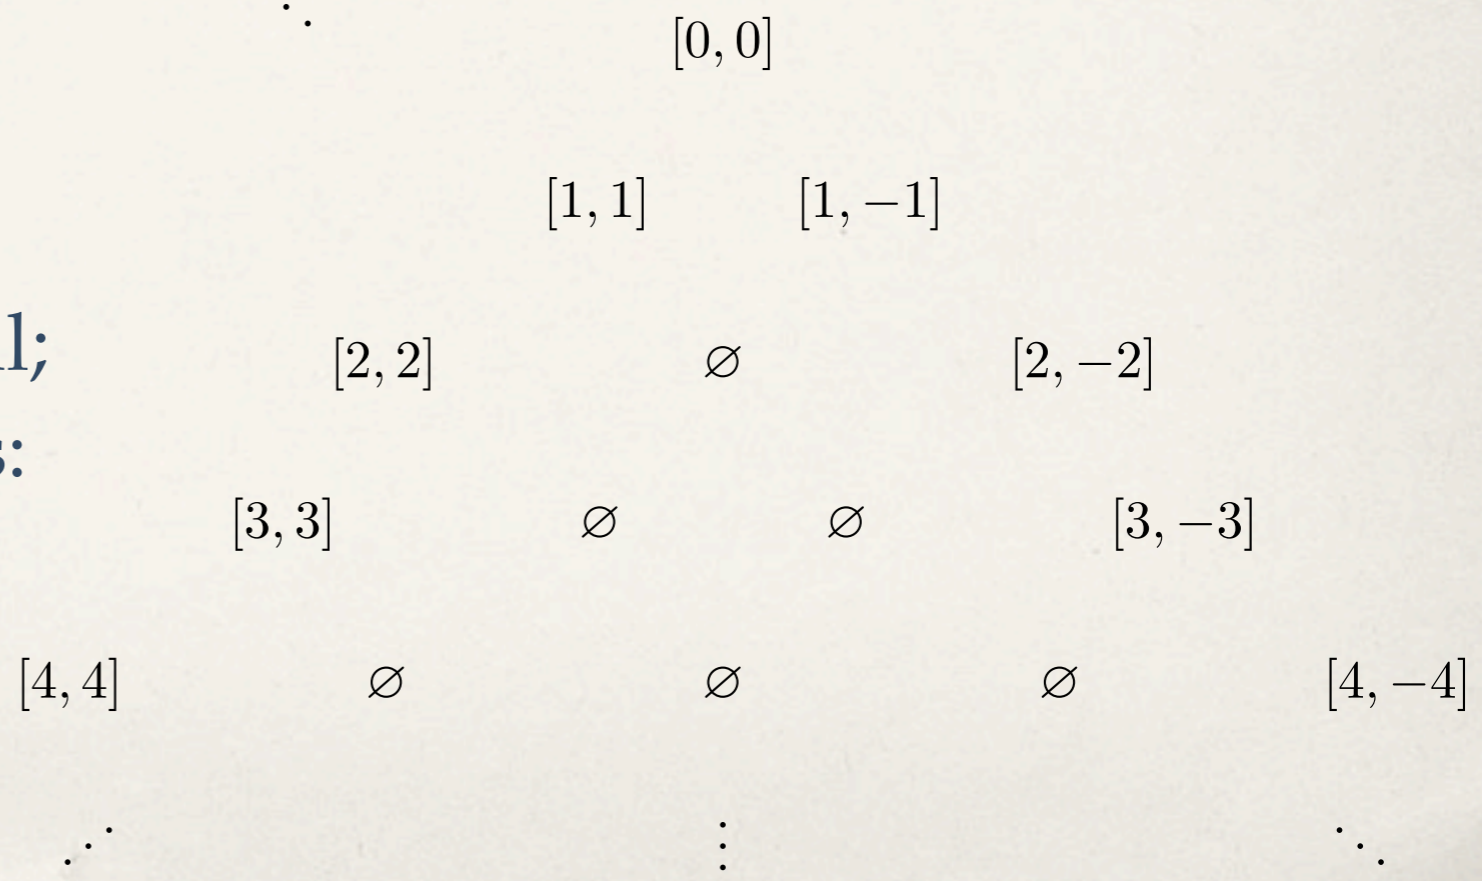 ⋱
[0, 0]
[1, 1] [1, −1]
l;
[2, 2] ∅ [2, −2]
s:
[3, 3] ∅ ∅ [3, −3]
[4, 4] ∅ ∅ ∅ [4, −4]
⋰ ⋮ ⋱